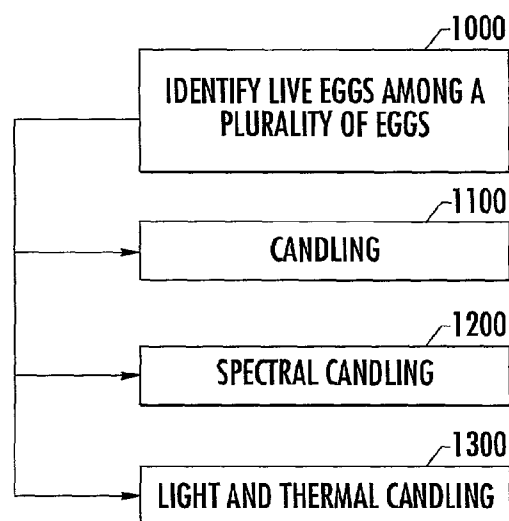 1000
IDENTIFY LIVE EGGS AMONG A
PLURALITY OF EGGS
1100
CANDLING
1200
SPECTRAL CANDLING
1300
LIGHT AND THERMAL CANDLING